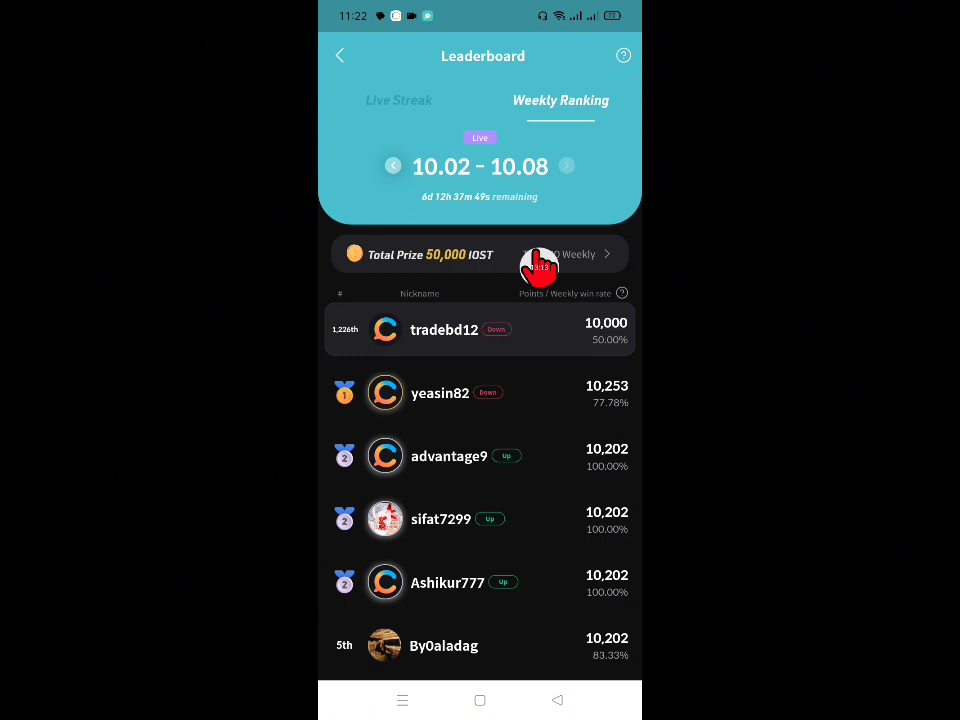 11:22
77
Leaderboard
Live Streak
Weekly Ranking
Live
10.02 - 10.08
6d 12h 37m 49s remaining
Total Prize 50,000 IOST
Weekly
# Nickname Points / Weekly win rate
1,226th tradebd12 Down 10,000
50.00%
1 yeasin82 Down 10,253
77.78%
2 advantage9 Up 10,202
100.00%
2 sifat7299 Up 10,202
100.00%
2 Ashikur777 Up 10,202
100.00%
5th By0aladag 10,202
83.33%